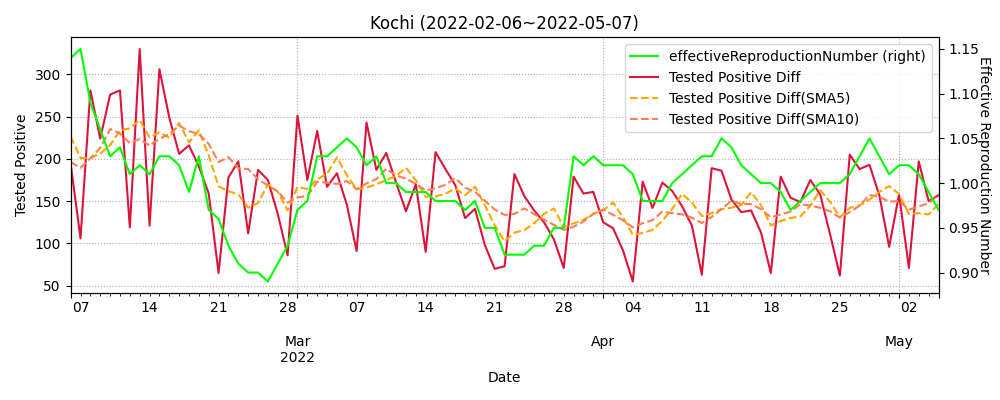 Kochi (2022-02-06~2022-05-07)
effectiveReproductionNumber (right)
Tested Positive Diff
Tested Positive Diff(SMA5)
Tested Positive Diff(SMA10)
Tested Positive
300
250
200
150
100
50
1.15
1.10
1.05
1.00
0.95
0.90
Effective Reproduction Number
07 14 21 28 07 14 21 28 04 11 18 25 02
Mar Apr May
2022
Date